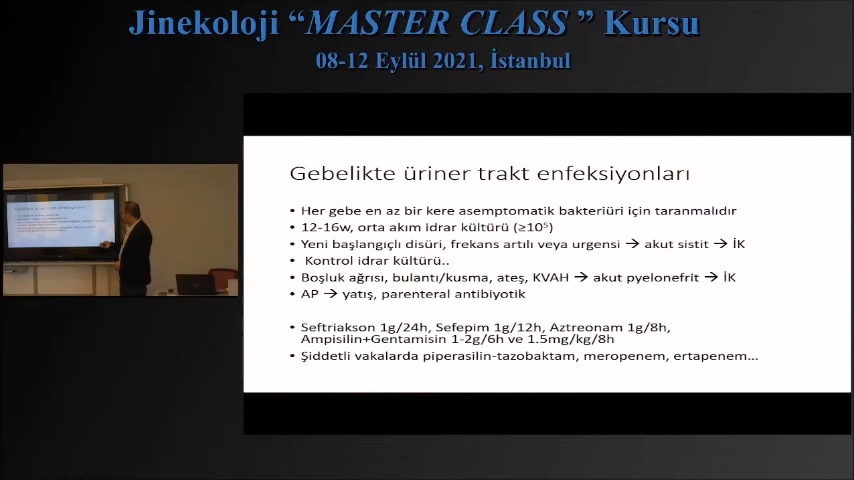 Jinekoloji “MASTER CLASS ” Kursu
08-12 Eylül 2021, İstanbul
Gebelikte üriner trakt enfeksiyonları
• Her gebe en az bir kere asemptomatik bakteriüri için taranmalıdır
• 12-16w, orta akım idrar kültürü (≥10⁵)
• Yeni başlangıçlı disüri, frekans artılı veya urgensi → akut sistit → İK
• Kontrol idrar kültürü..
• Boşluk ağrısı, bulantı/kusma, ateş, KVAH → akut pyelonefrit → İK
• AP → yatış, parenteral antibiyotik
• Seftriakson 1g/24h, Sefepim 1g/12h, Aztreonam 1g/8h,
Ampisilin+Gentamisin 1-2g/6h ve 1.5mg/kg/8h
• Şiddetli vakalarda piperasilin-tazobaktam, meropenem, ertapenem...